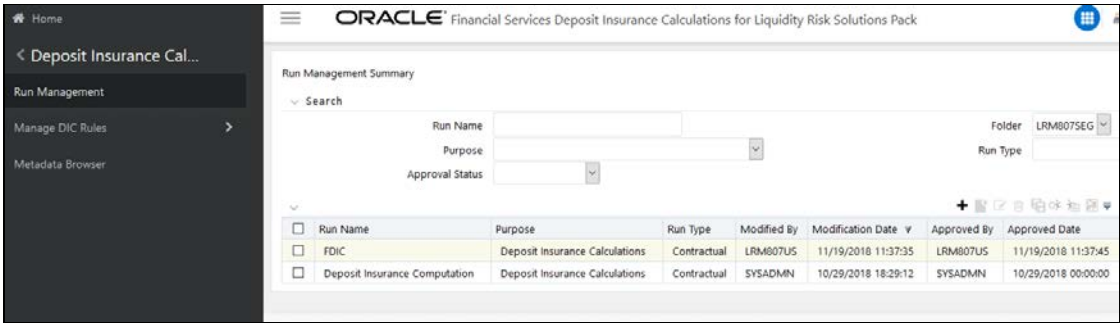 Home
ORACLE Financial Services Deposit Insurance Calculations for Liquidity Risk Solutions Pack
Deposit Insurance Cal...
Run Management
Manage DIC Rules
Metadata Browser
Run Management Summary
Search
Run Name Folder LRM807SEG
Purpose Run Type
Approval Status
Run Name Purpose Run Type Modified By Modification Date Approved By Approved Date
FDIC Deposit Insurance Calculations Contractual LRM807US 11/19/2018 11:37:35 LRM807US 11/19/2018 11:37:45
Deposit Insurance Computation Deposit Insurance Calculations Contractual SYSADMN 10/29/2018 18:29:12 SYSADMN 10/29/2018 00:00:00